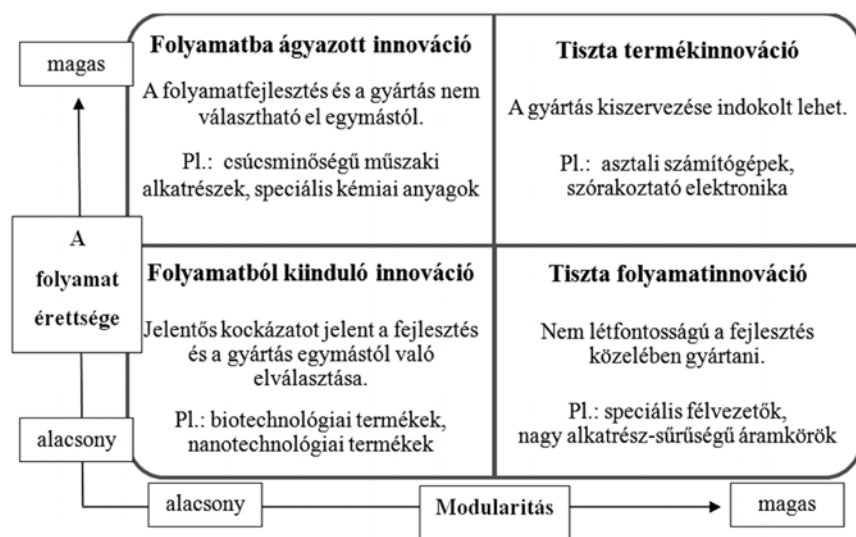 magas
A
folyamat
érettsége
alacsony
Folyamatba ágyazott innováció
A folyamatfejlesztés és a gyártás nem
választható el egymástól.
Pl.: csúcsminőségű műszaki
alkatrészek, speciális kémiai anyagok
Tiszta termékinnováció
A gyártás kiszervezése indokolt lehet.
Pl.: asztali számítógépek,
szórakoztató elektronika
Folyamatból kiinduló innováció
Jelentős kockázatot jelent a fejlesztés
és a gyártás egymástól való
elválasztása.
Pl.: biotechnológiai termékek,
nanotechnológiai termékek
Tiszta folyamatinnováció
Nem létfontosságú a fejlesztés
közelében gyártani.
Pl.: speciális félvezetők,
nagy alkatrész-sűrűségű áramkörök
alacsony
Modularitás
magas